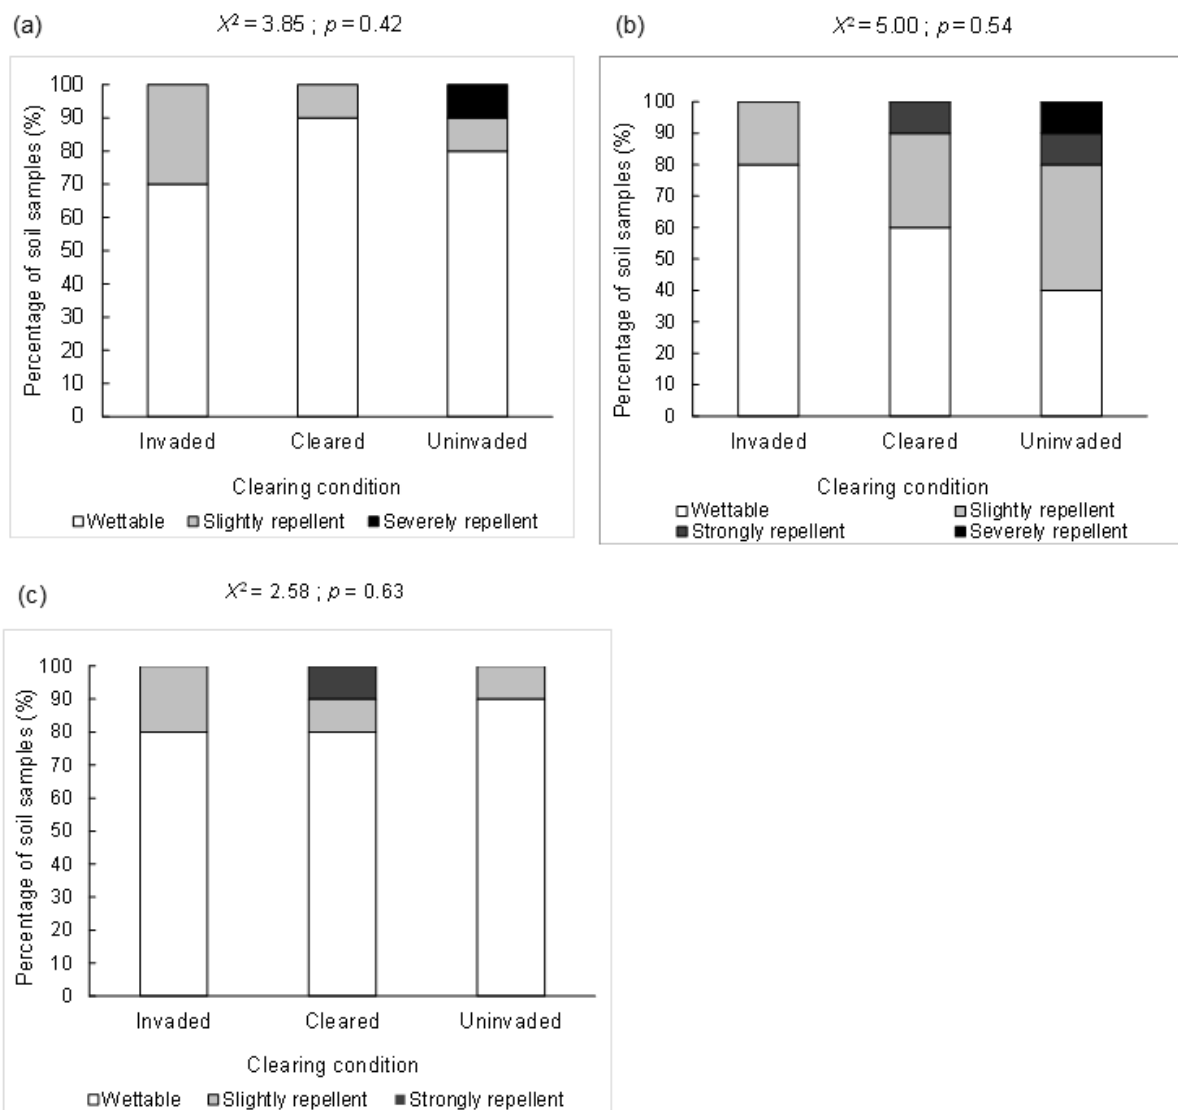 (a)
X² = 3.85 ; p = 0.42
Percentage of soil samples (%)
100
90
80
70
60
50
40
30
20
10
0
Invaded Cleared Uninvaded
Clearing condition
Wettable Slightly repellent Severely repellent
(b)
X² = 5.00 ; p = 0.54
Percentage of soil samples (%)
100
90
80
70
60
50
40
30
20
10
0
Invaded Cleared Uninvaded
Clearing condition
Wettable Slightly repellent
Strongly repellent Severely repellent
(c)
X² = 2.58 ; p = 0.63
Percentage of soil samples (%)
100
90
80
70
60
50
40
30
20
10
0
Invaded Cleared Uninvaded
Clearing condition
Wettable Slightly repellent Strongly repellent